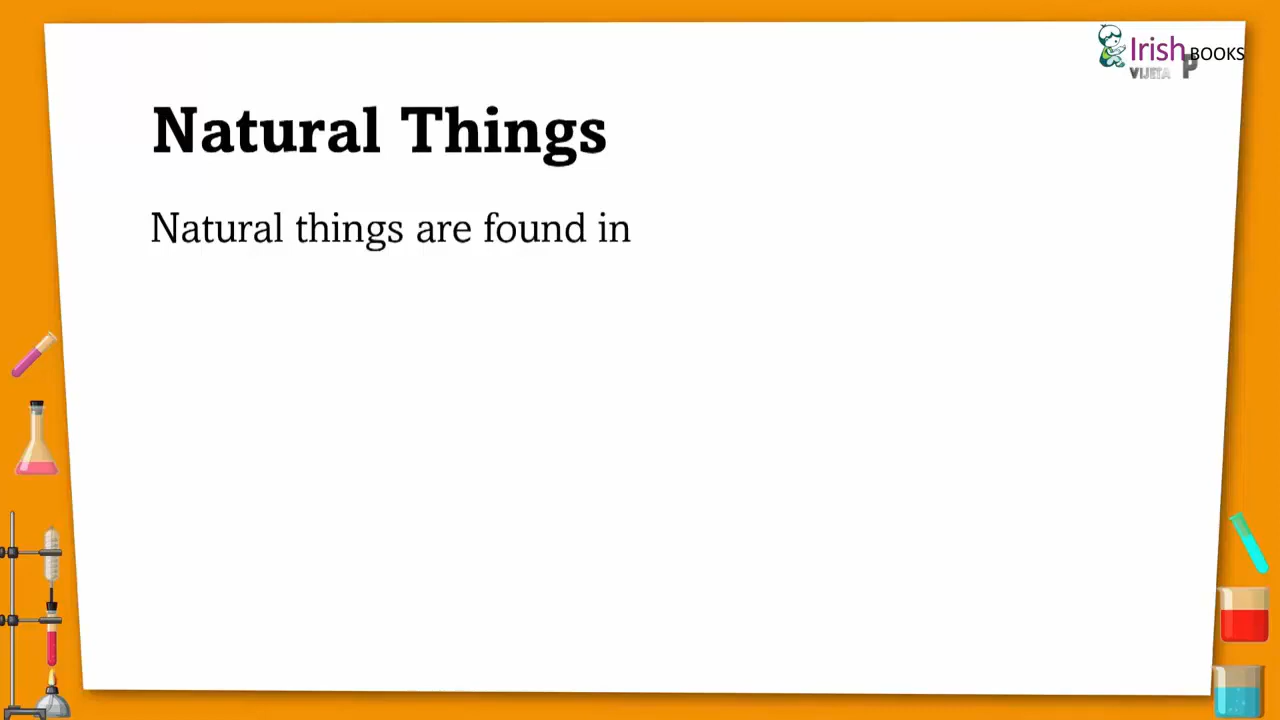 Irish BOOKS
VIJETA P
Natural Things
Natural things are found in